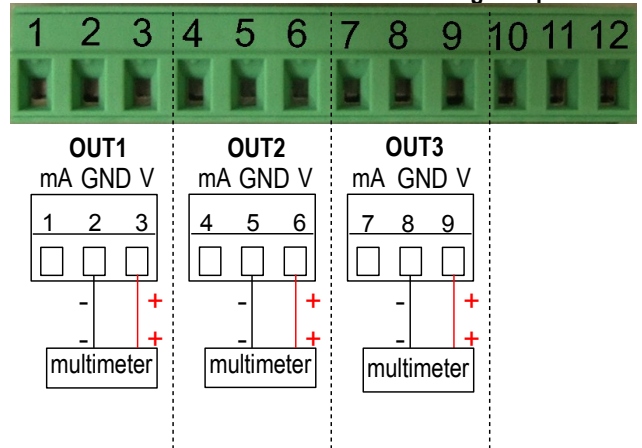 1 2 3 4 5 6 7 8 9 10 11 12
OUT1 OUT2 OUT3
mA GND V mA GND V mA GND V
1 2 3 4 5 6 7 8 9
- + - + - +
- + - + - +
multimeter multimeter multimeter